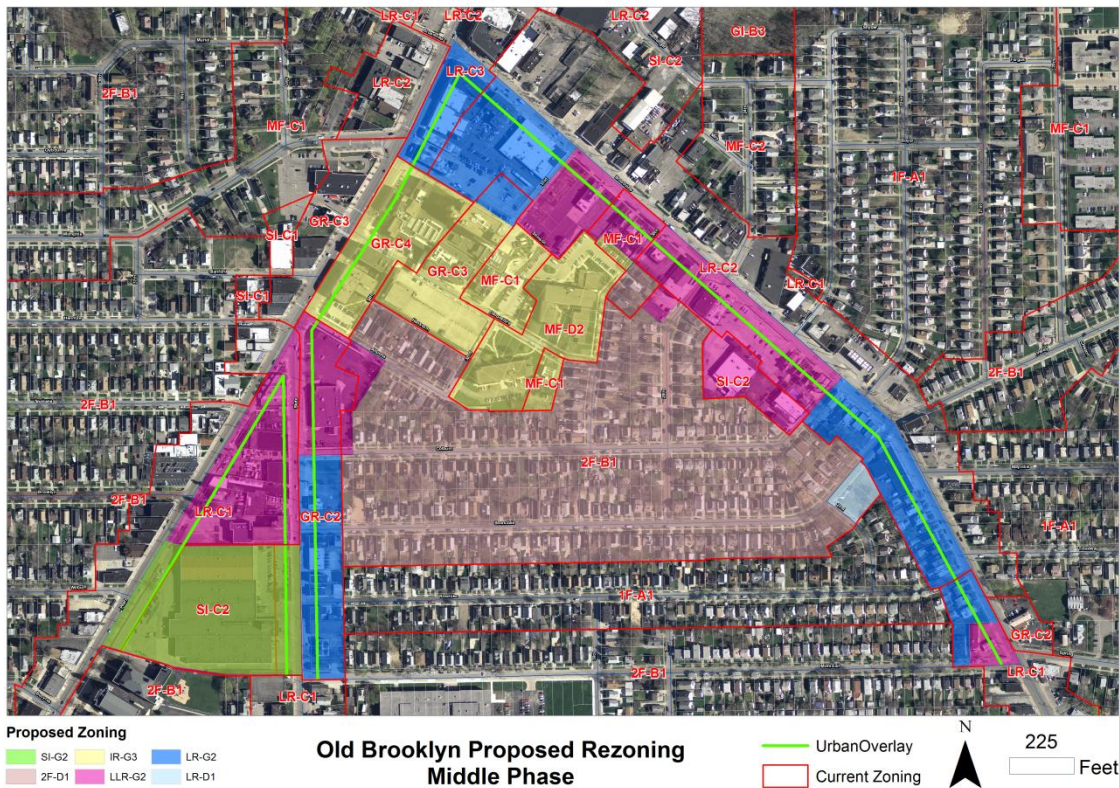 LR-C1
LR-C2
LR-C2
GI-B3
SI-C2
LR-C3
LR-C2
2F-B1
MF-C1
MF-C2
MF-C1
1F-A1
GR-C3
SI-C1
GR-C4
GR-C3
MF-C1
MF-C1
LR-C2
LR-C1
SI-C1
MF-D2
MF-C1
SI-C2
2F-B1
2F-B1
2F-B1
2F-B1
LR-C1
GR-C2
1F-A1
SI-C2
1F-A1
GR-C2
2F-B1
LR-C1
2F-B1
LR-C1
Proposed Zoning
SI-G2
IR-G3
LR-G2
2F-D1
LLR-G2
LR-D1
Old Brooklyn Proposed Rezoning
Middle Phase
UrbanOverlay
Current Zoning
N
225
Feet